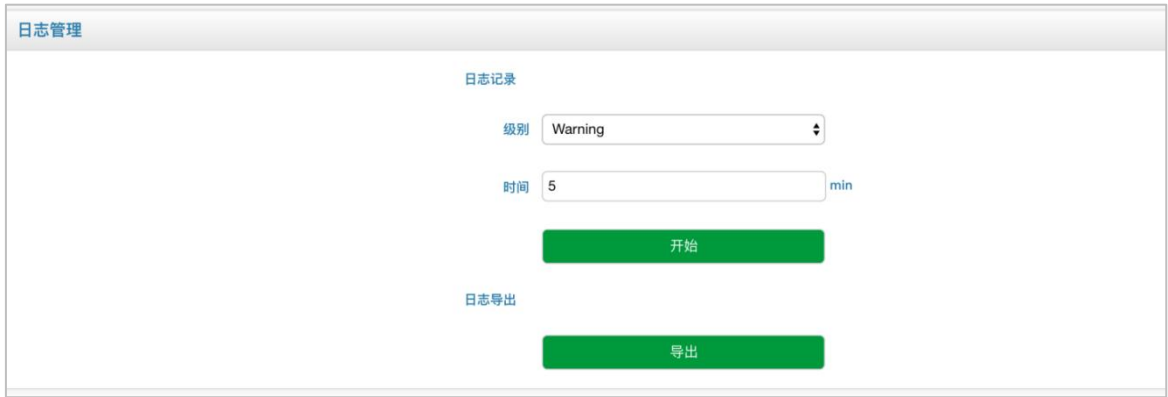 日志管理
日志记录
级别 Warning
时间 5 min
开始
日志导出
导出